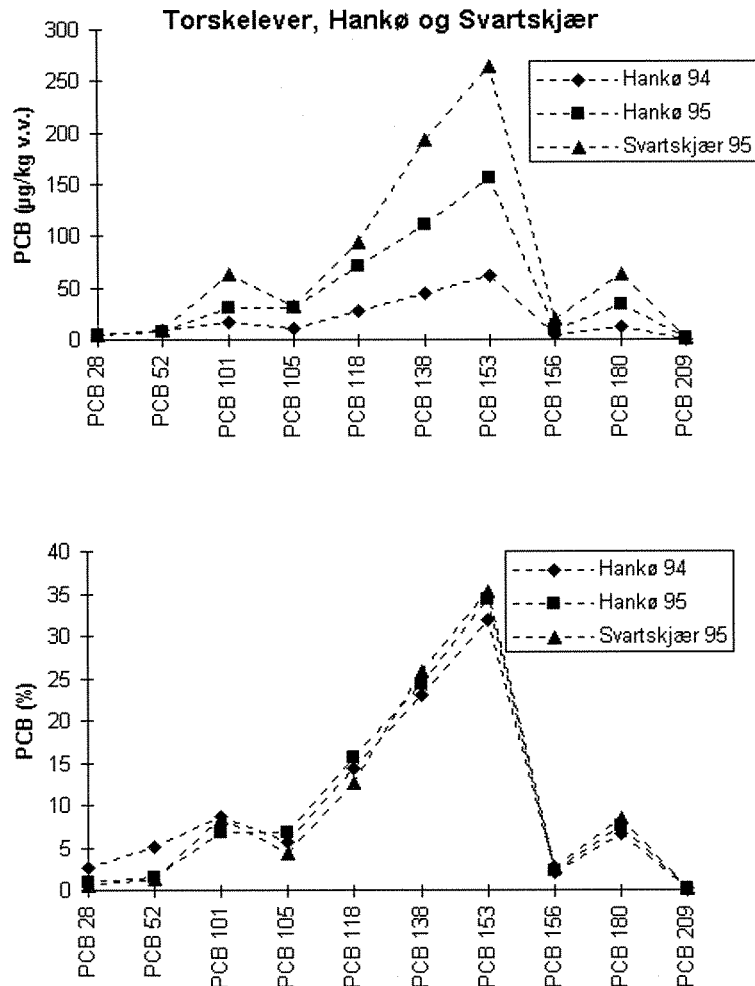 Torskelever, Hankø og Svartskjær
PCB (µg/kg v.v.)
300
250
200
150
100
50
0
Hankø 94
Hankø 95
Svartskjær 95
PCB 28
PCB 52
PCB 101
PCB 105
PCB 118
PCB 138
PCB 153
PCB 156
PCB 180
PCB 209
PCB (%)
40
35
30
25
20
15
10
5
0
Hankø 94
Hankø 95
Svartskjær 95
PCB 28
PCB 52
PCB 101
PCB 105
PCB 118
PCB 138
PCB 153
PCB 156
PCB 180
PCB 209